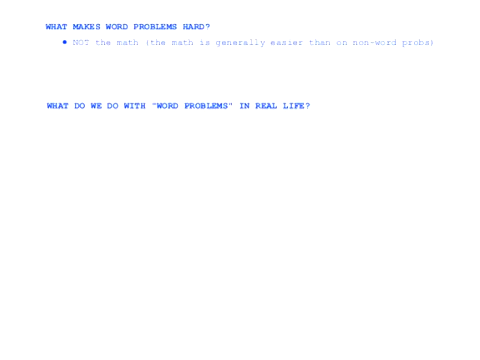 WHAT MAKES WORD PROBLEMS HARD?
• NOT the math (the math is generally easier than on non-word probs)
WHAT DO WE DO WITH "WORD PROBLEMS" IN REAL LIFE?